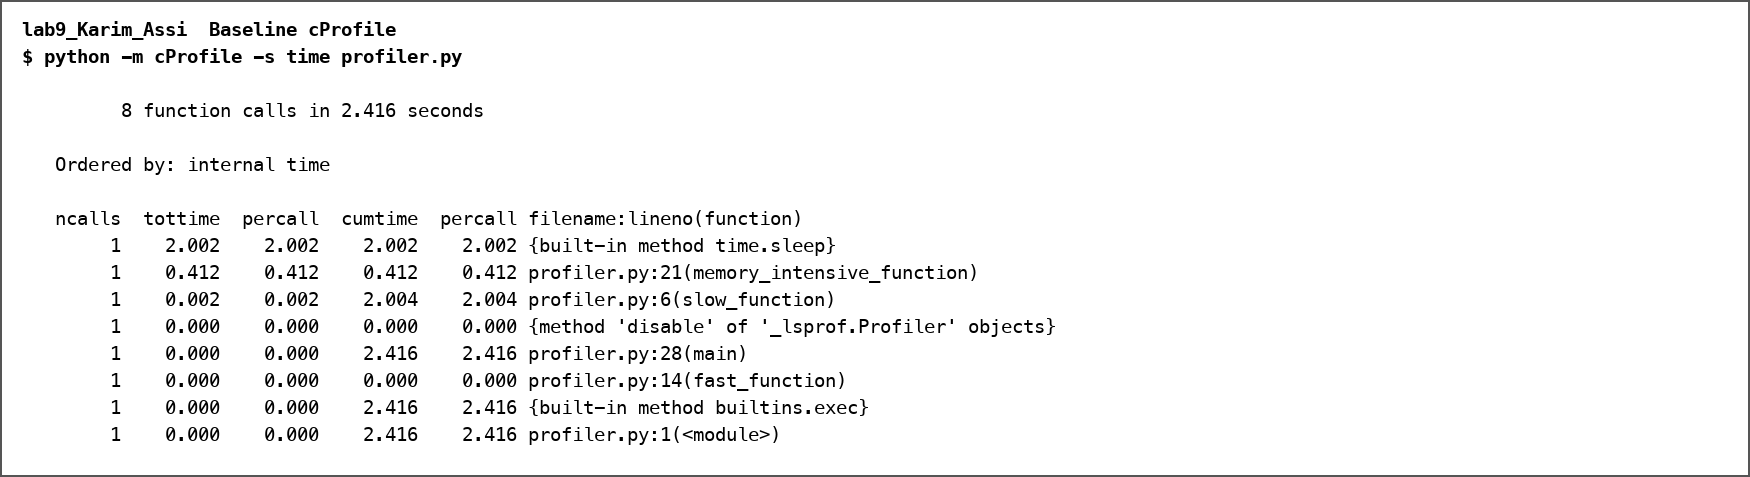 lab9_Karim_Assi  Baseline cProfile
$ python -m cProfile -s time profiler.py
         8 function calls in 2.416 seconds
   Ordered by: internal time
   ncalls  tottime  percall  cumtime  percall filename:lineno(function)
        1    2.002    2.002    2.002    2.002 {built-in method time.sleep}
        1    0.412    0.412    0.412    0.412 profiler.py:21(memory_intensive_function)
        1    0.002    0.002    2.004    2.004 profiler.py:6(slow_function)
        1    0.000    0.000    0.000    0.000 {method 'disable' of '_lsprof.Profiler' objects}
        1    0.000    0.000    2.416    2.416 profiler.py:28(main)
        1    0.000    0.000    0.000    0.000 profiler.py:14(fast_function)
        1    0.000    0.000    2.416    2.416 {built-in method builtins.exec}
        1    0.000    0.000    2.416    2.416 profiler.py:1(<module>)